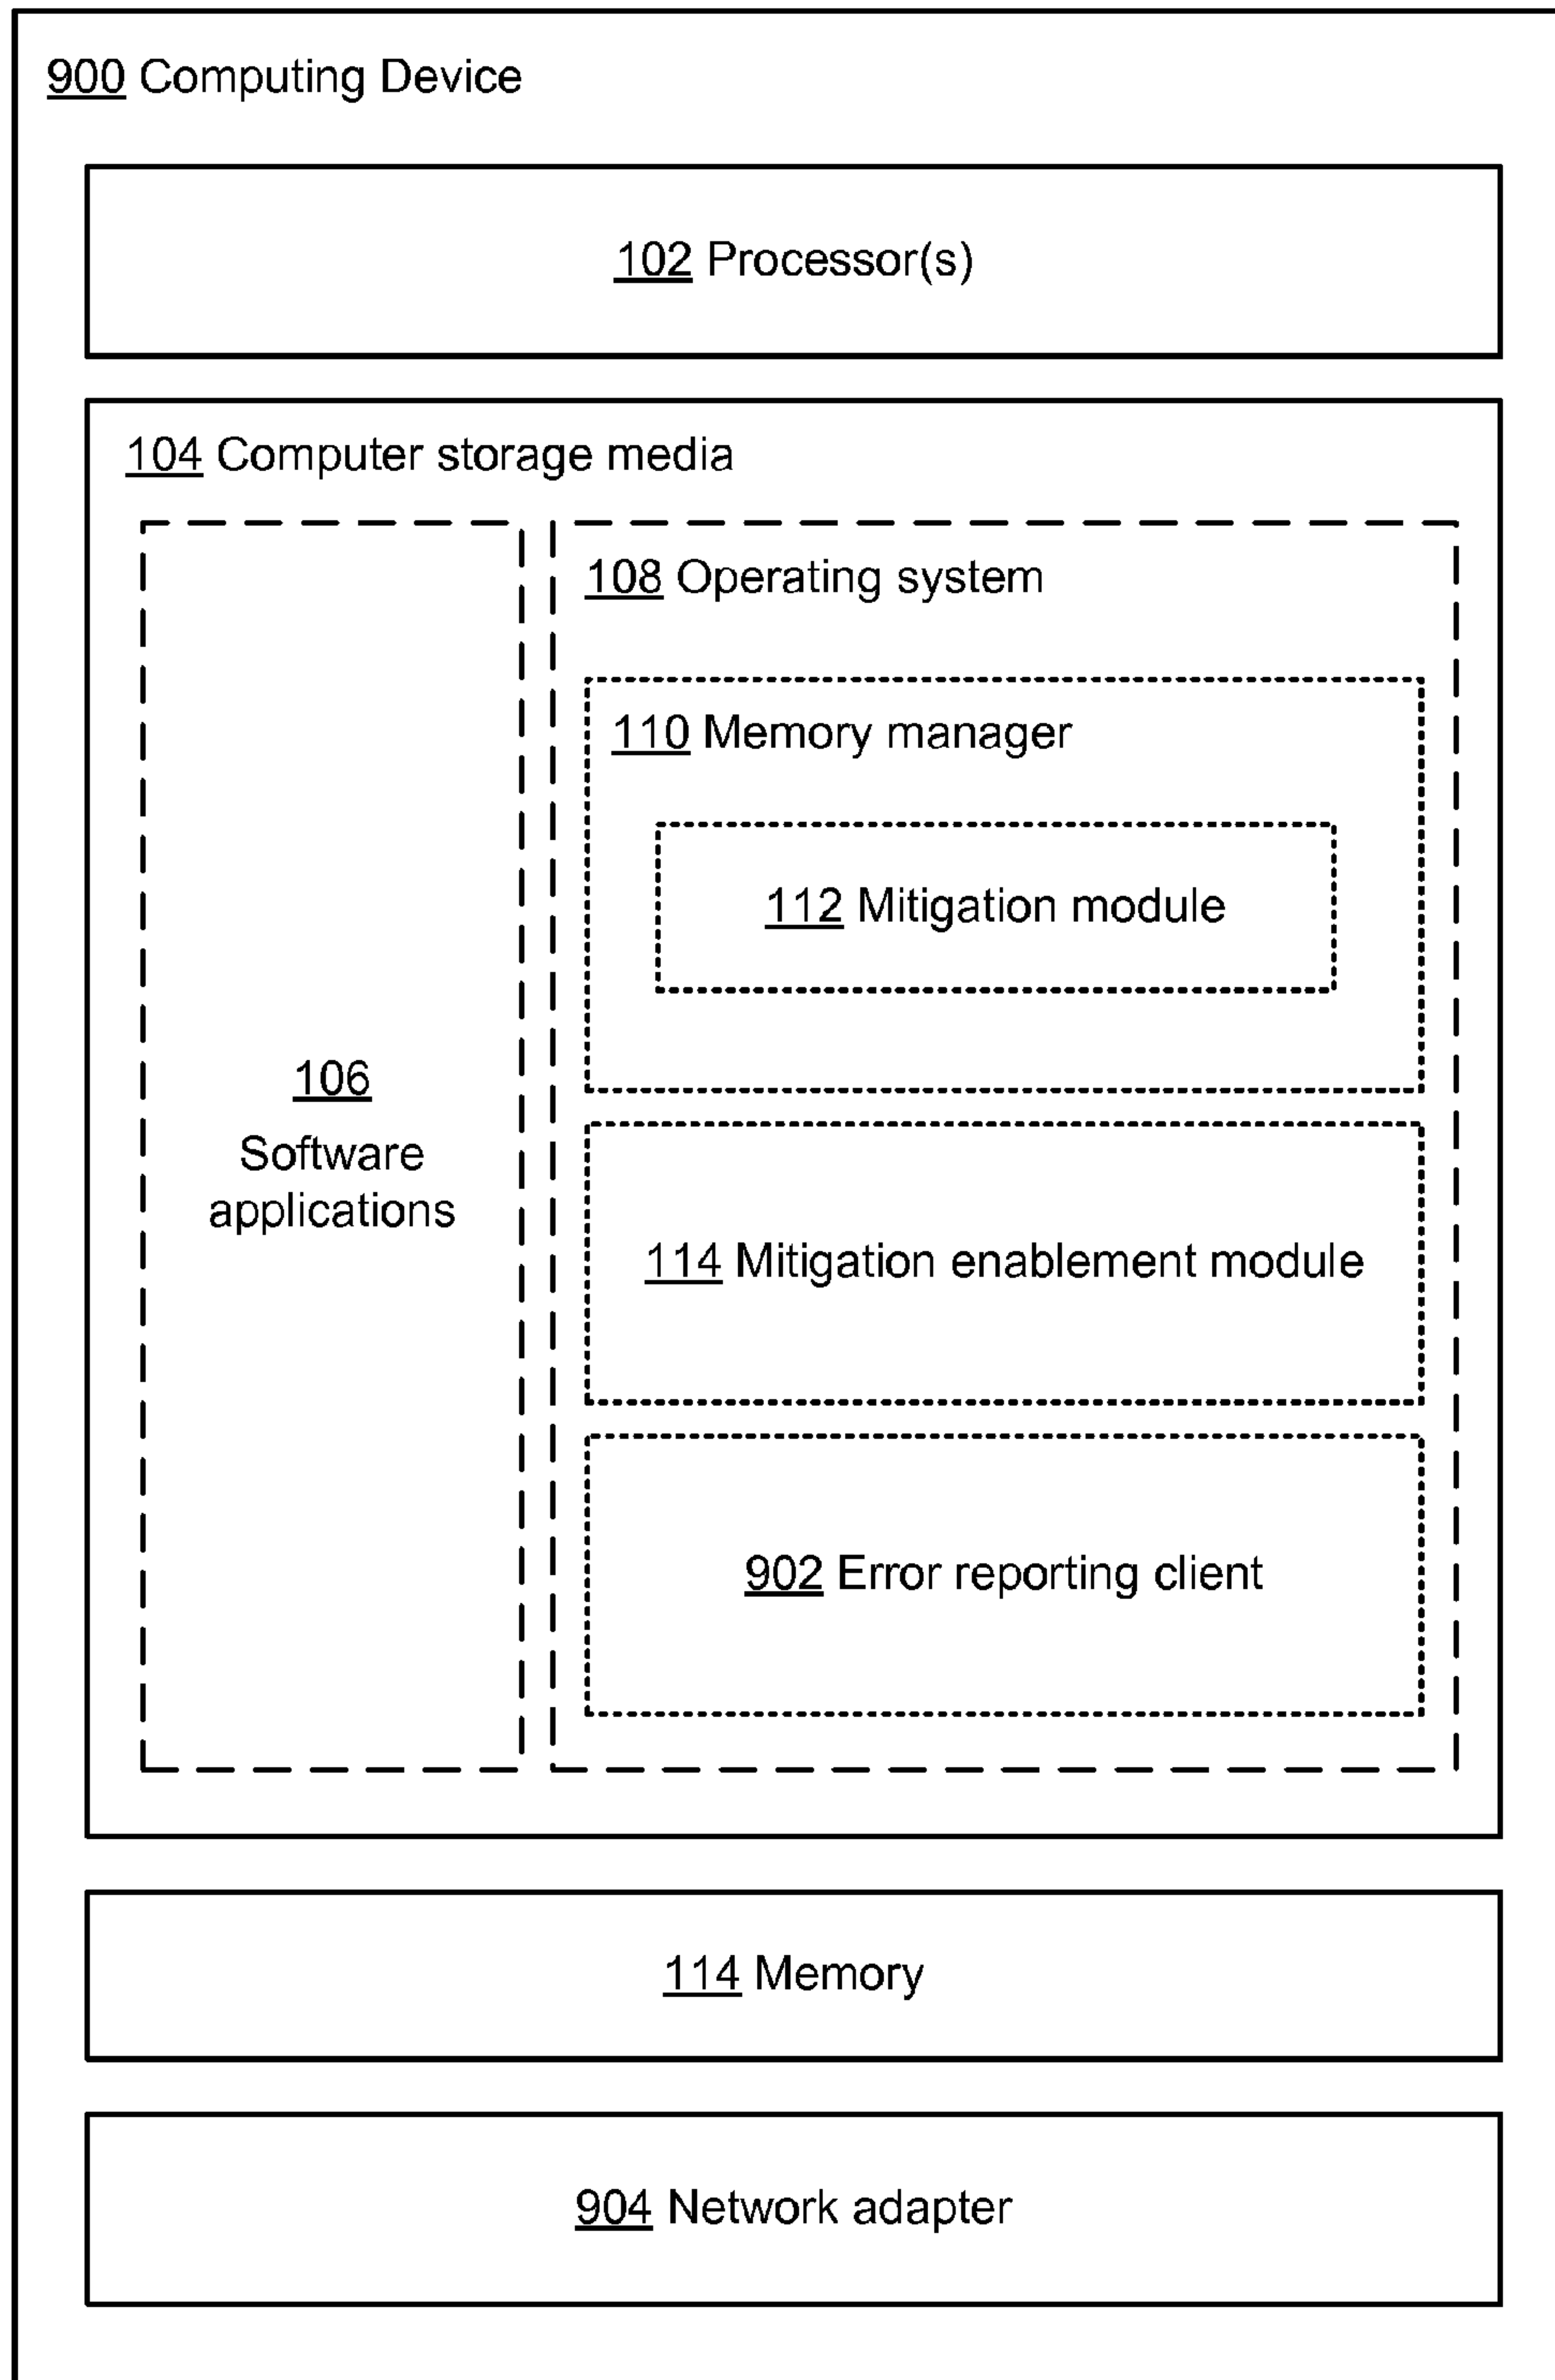 900 Computing Device
102 Processor(s)
104 Computer storage media
106
Software
applications
108 Operating system
110 Memory manager
112 Mitigation module
114 Mitigation enablement module
902 Error reporting client
114 Memory
904 Network adapter